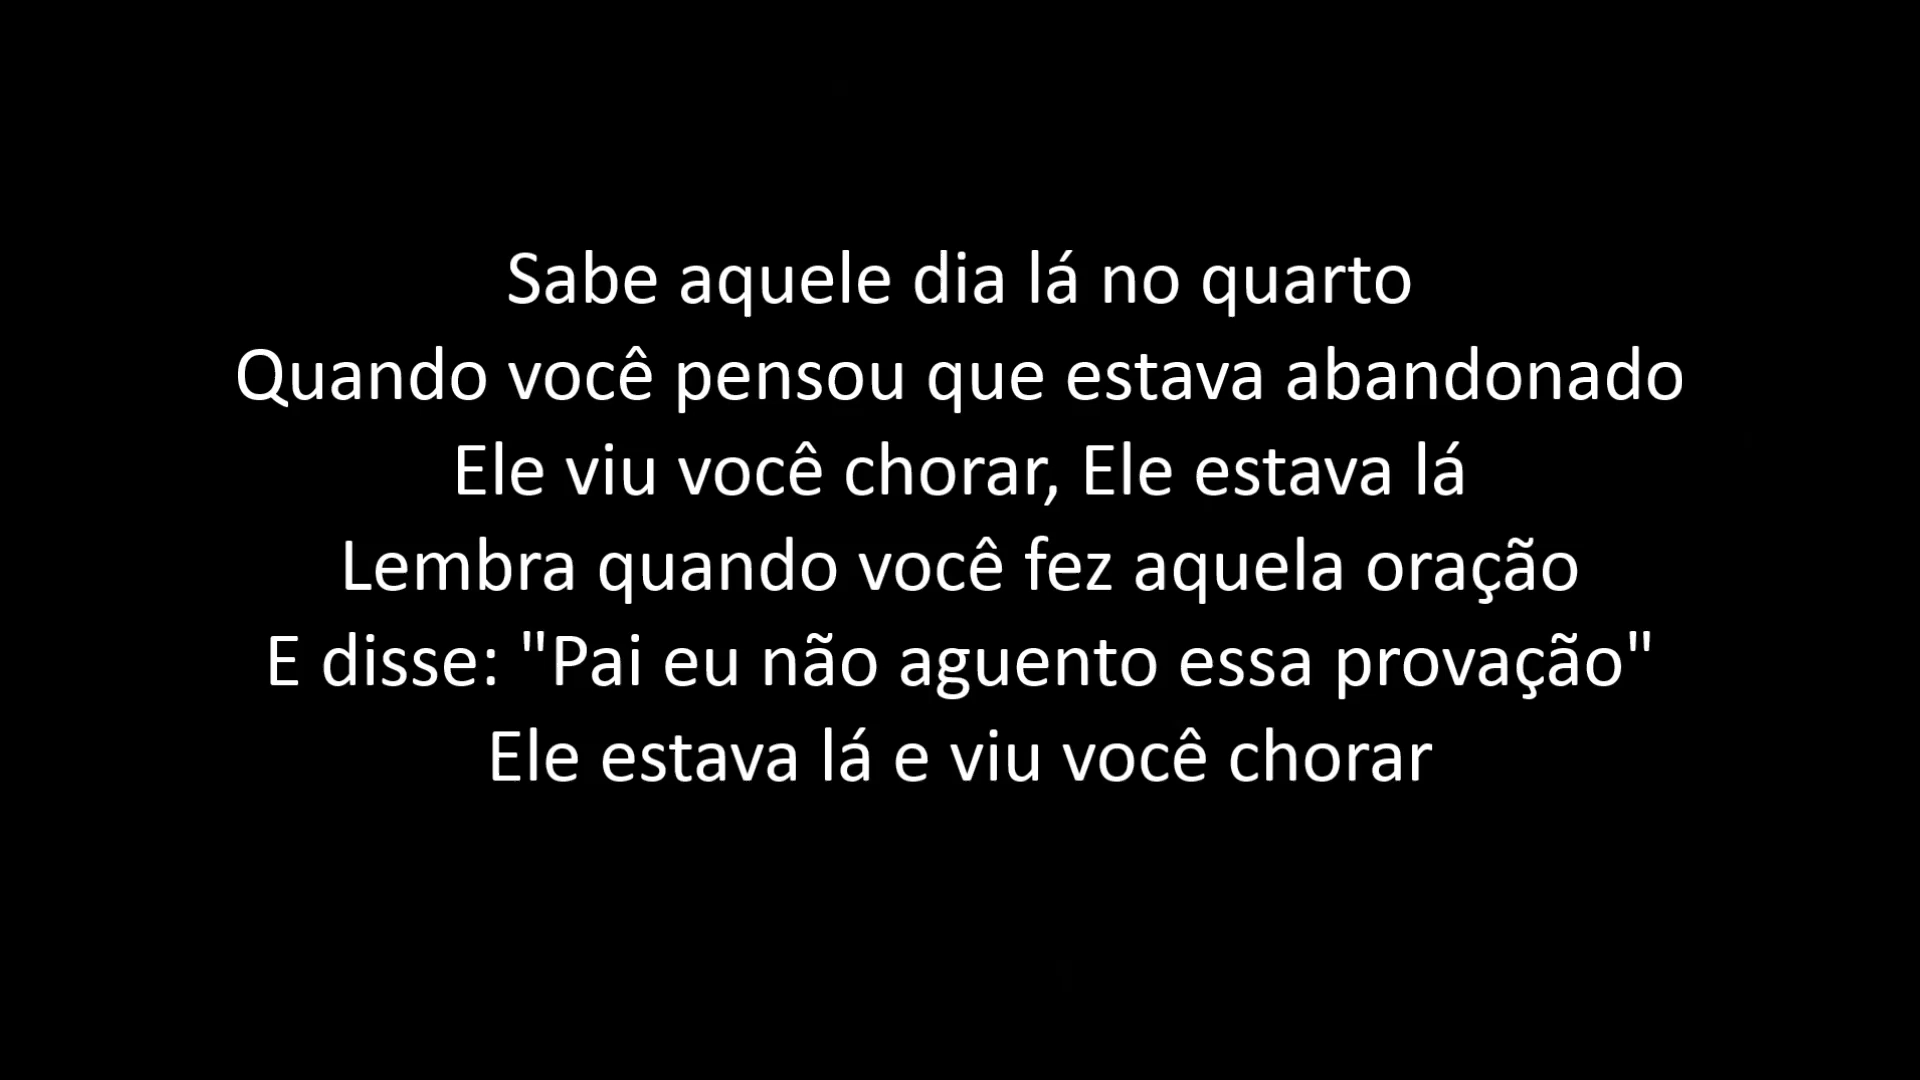 Sabe aquele dia lá no quarto
Quando você pensou que estava abandonado
Ele viu você chorar, Ele estava lá
Lembra quando você fez aquela oração
E disse: "Pai eu não aguento essa provação"
Ele estava lá e viu você chorar